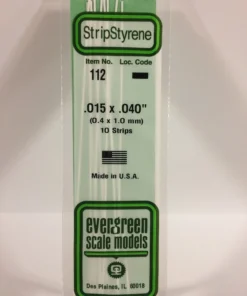 StripStyrene
Item No. Loc. Code
112
.015 x .040"
(0.4 x 1.0 mm)
10 Strips
Made in U.S.A.
evergreen
scale models
Des Plaines, IL 60018